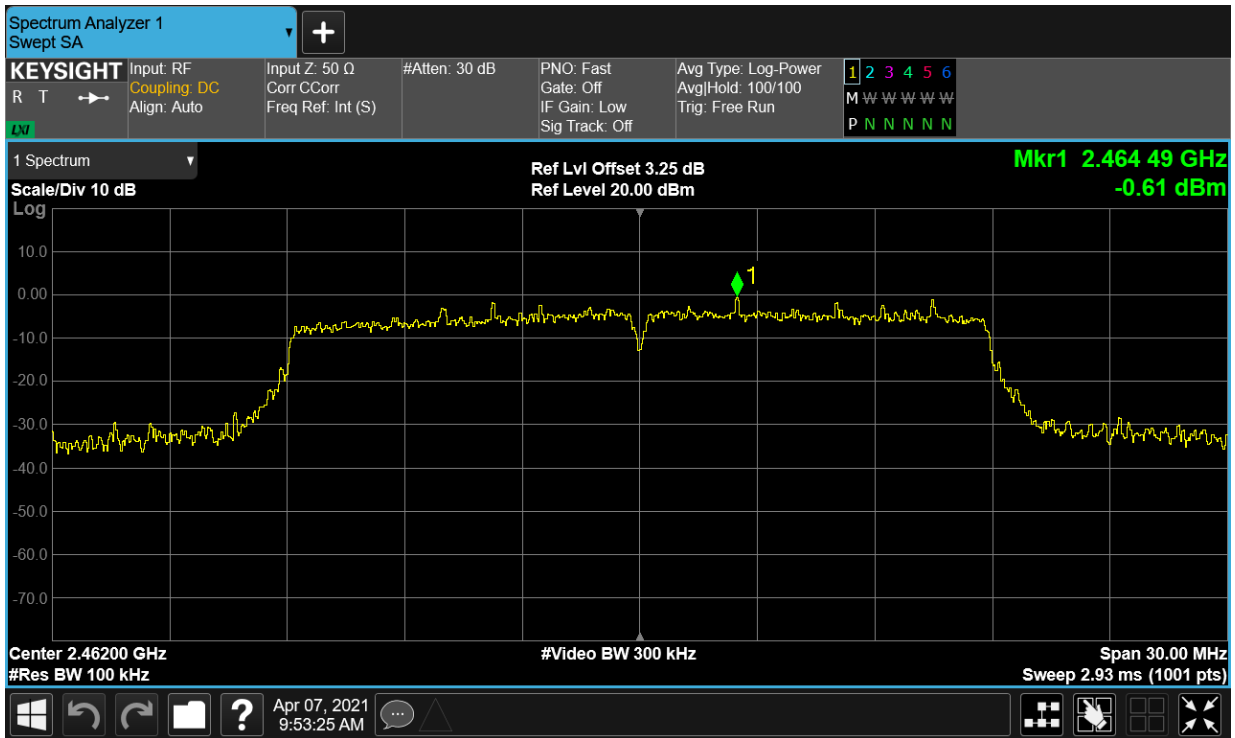 Spectrum Analyzer 1
Swept SA
KEYSIGHT
R T
LXI
Input: RF
Coupling: DC
Align: Auto
Input Z: 50 Ω
Corr CCorr
Freq Ref: Int (S)
#Atten: 30 dB
PNO: Fast
Gate: Off
IF Gain: Low
Sig Track: Off
Avg Type: Log-Power
Avg|Hold: 100/100
Trig: Free Run
1 2 3 4 5 6
M W W W W W
P N N N N N
1 Spectrum
Scale/Div 10 dB
Ref Lvl Offset 3.25 dB
Ref Level 20.00 dBm
Mkr1 2.464 49 GHz
-0.61 dBm
Log
10.0
0.00
-10.0
-20.0
-30.0
-40.0
-50.0
-60.0
-70.0
1
Center 2.46200 GHz
#Res BW 100 kHz
#Video BW 300 kHz
Span 30.00 MHz
Sweep 2.93 ms (1001 pts)
?
Apr 07, 2021
9:53:25 AM